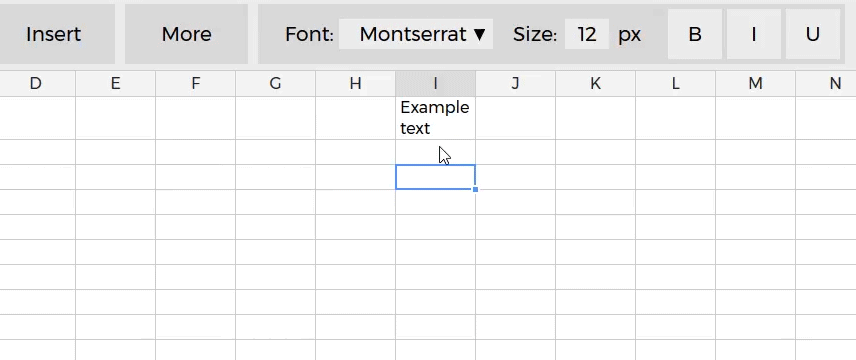 Insert More Font: Montserrat ▼ Size: 12 px B I U
D E F G H I J K L M N
Example
text